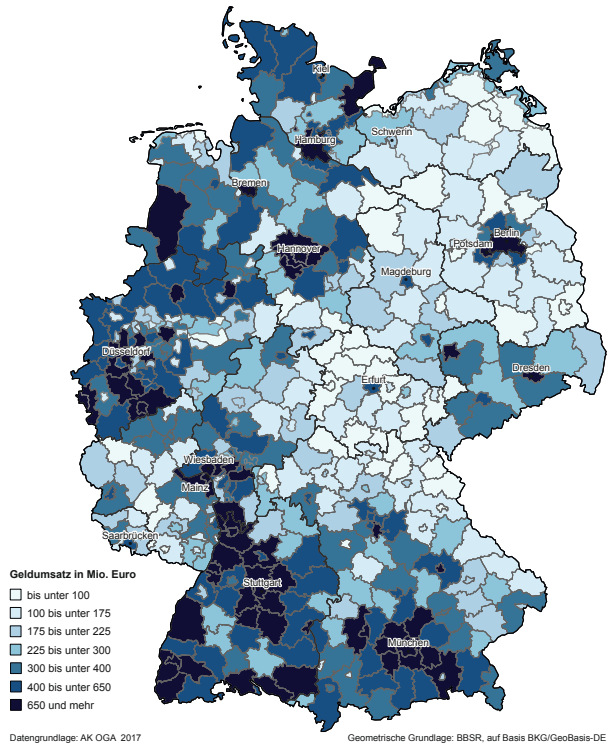 Kiel
Schwerin
Hamburg
Bremen
Berlin
Potsdam
Hannover
Magdeburg
Düsseldorf
Dresden
Erfurt
Wiesbaden
Mainz
Saarbrücken
Stuttgart
München
Geldumsatz in Mio. Euro
bis unter 100
100 bis unter 175
175 bis unter 225
225 bis unter 300
300 bis unter 400
400 bis unter 650
650 und mehr
Datengrundlage: AK OGA 2017
Geometrische Grundlage: BBSR, auf Basis BKG/GeoBasis-DE